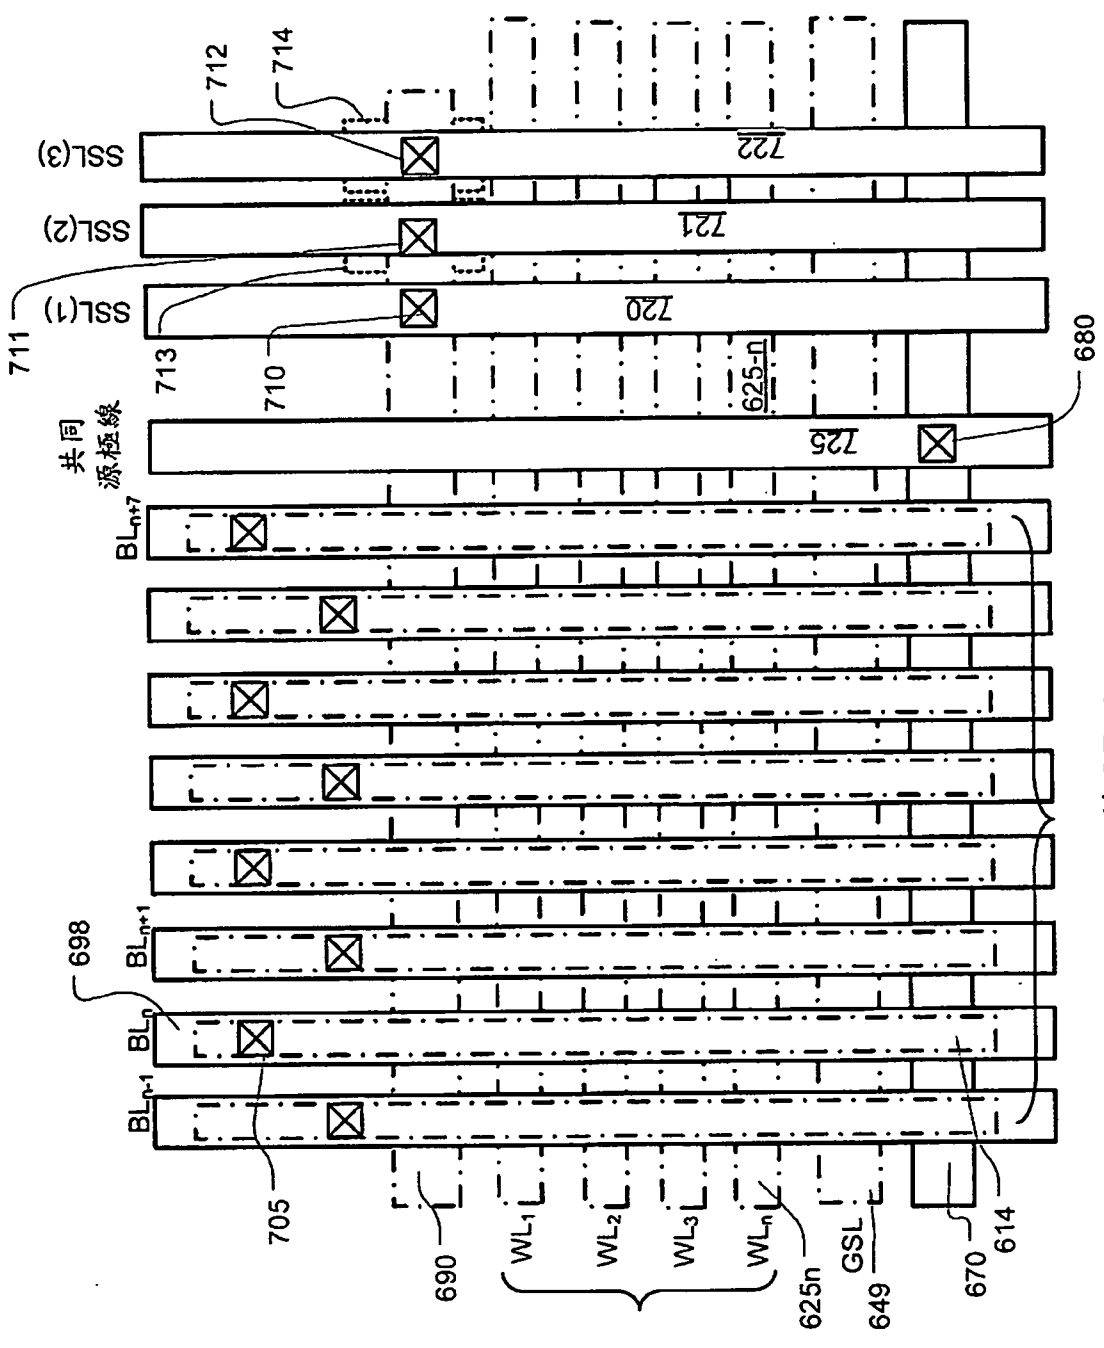 712
714
SSL(3)
SSL(2)
SSL(1)
711
713
710
722
721
720
625-n
680
共同
源極線
725
BLn+7
698
BLn+1
BLn
BLn-1
705
690
WL1
WL2
WL3
WLn
625n
GSL
649
670
614